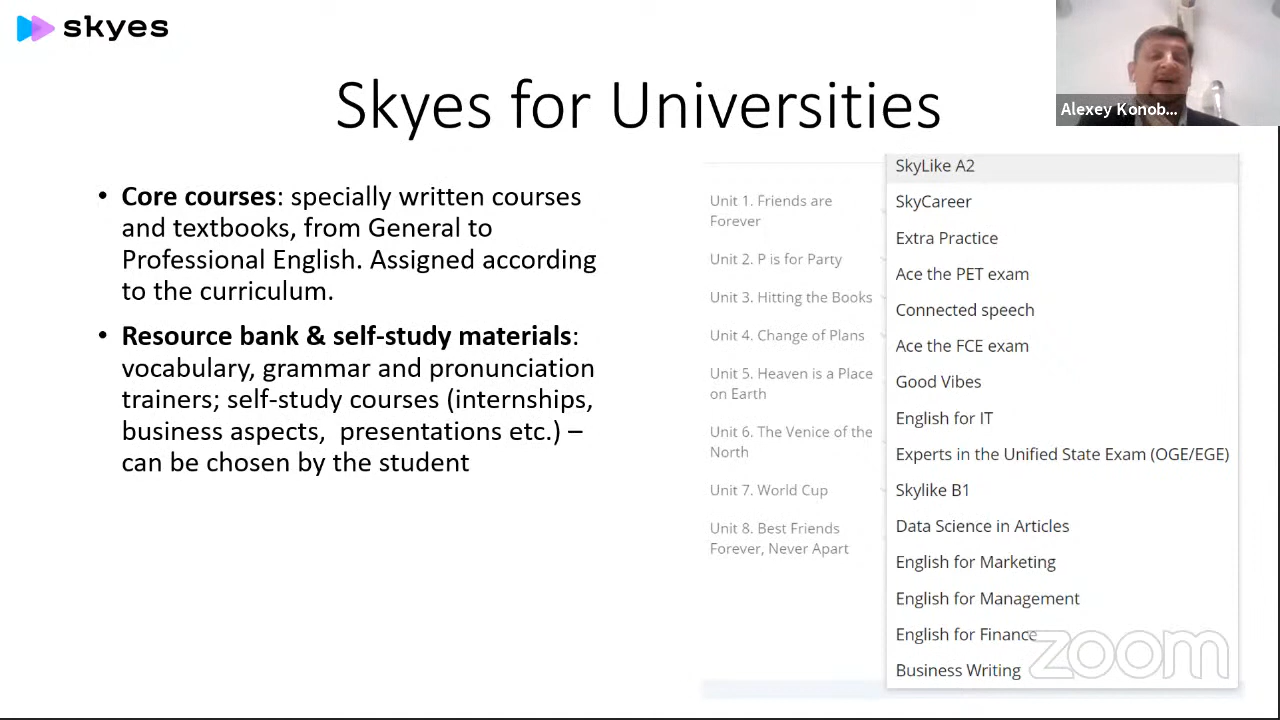 skyes
Skyes for Universities
Alexey Konob...
• Core courses: specially written courses
and textbooks, from General to
Professional English. Assigned according
to the curriculum.
• Resource bank & self-study materials:
vocabulary, grammar and pronunciation
trainers; self-study courses (internships,
business aspects,  presentations etc.) –
can be chosen by the student
Unit 1. Friends are
Forever
Unit 2. P is for Party
Unit 3. Hitting the Books
Unit 4. Change of Plans
Unit 5. Heaven is a Place
on Earth
Unit 6. The Venice of the
North
Unit 7. World Cup
Unit 8. Best Friends
Forever, Never Apart
SkyLike A2
SkyCareer
Extra Practice
Ace the PET exam
Connected speech
Ace the FCE exam
Good Vibes
English for IT
Experts in the Unified State Exam (OGE/EGE)
Skylike B1
Data Science in Articles
English for Marketing
English for Management
English for Finance
Business Writing
zoom